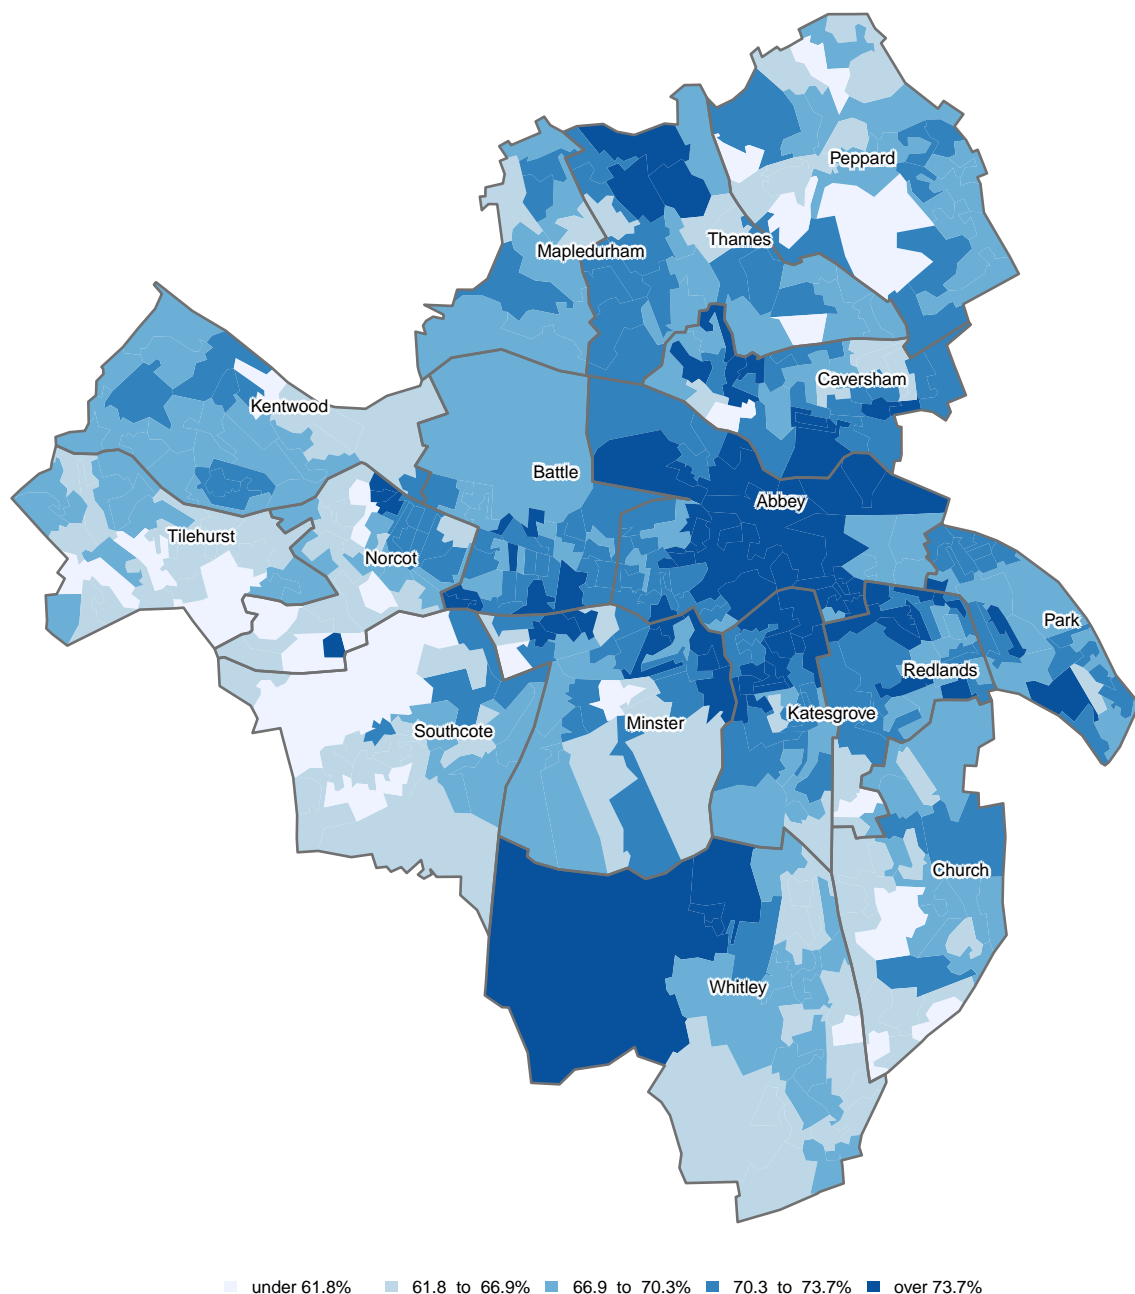 Peppard
Thames
Mapledurham
Caversham
Kentwood
Battle
Abbey
Tilehurst
Norcot
Park
Redlands
Katesgrove
Minster
Southcote
Church
Whitley
under 61.8% 61.8 to 66.9% 66.9 to 70.3% 70.3 to 73.7% over 73.7%